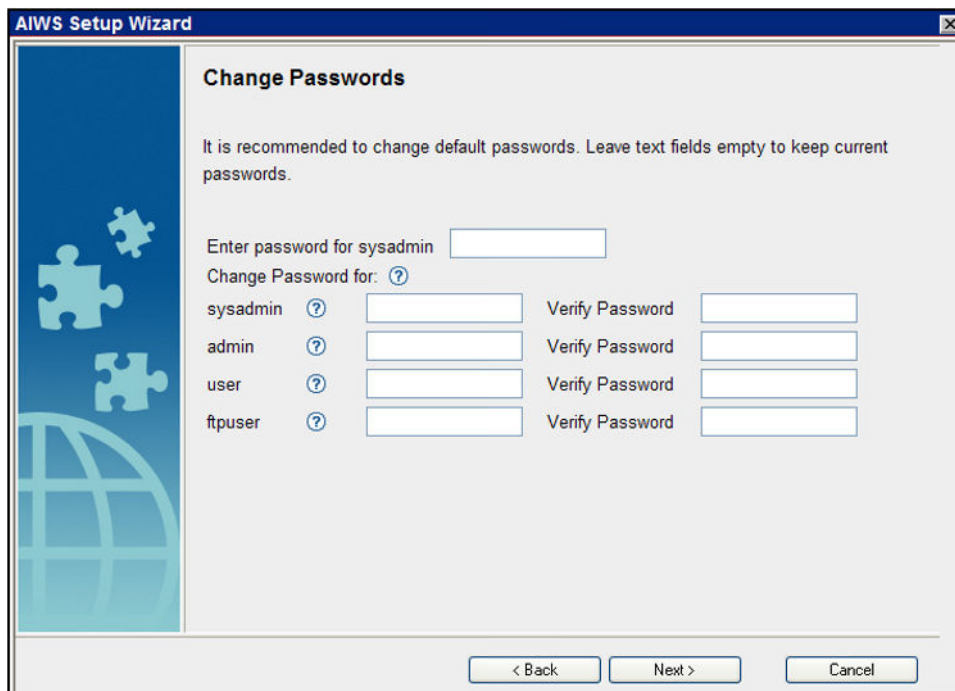 AIWS Setup Wizard
Change Passwords
It is recommended to change default passwords. Leave text fields empty to keep current
passwords.
Enter password for sysadmin
Change Password for: ?
sysadmin ? Verify Password
admin ? Verify Password
user ? Verify Password
ftpuser ? Verify Password
< Back Next > Cancel